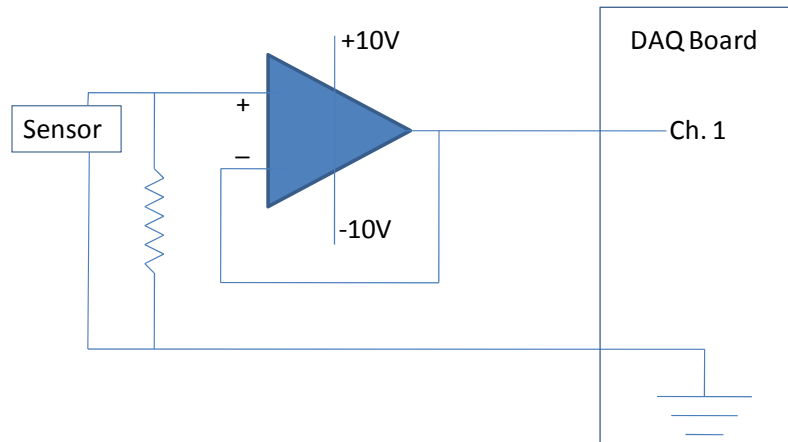 +10V
DAQ Board
Sensor
+
Ch. 1
–
-10V